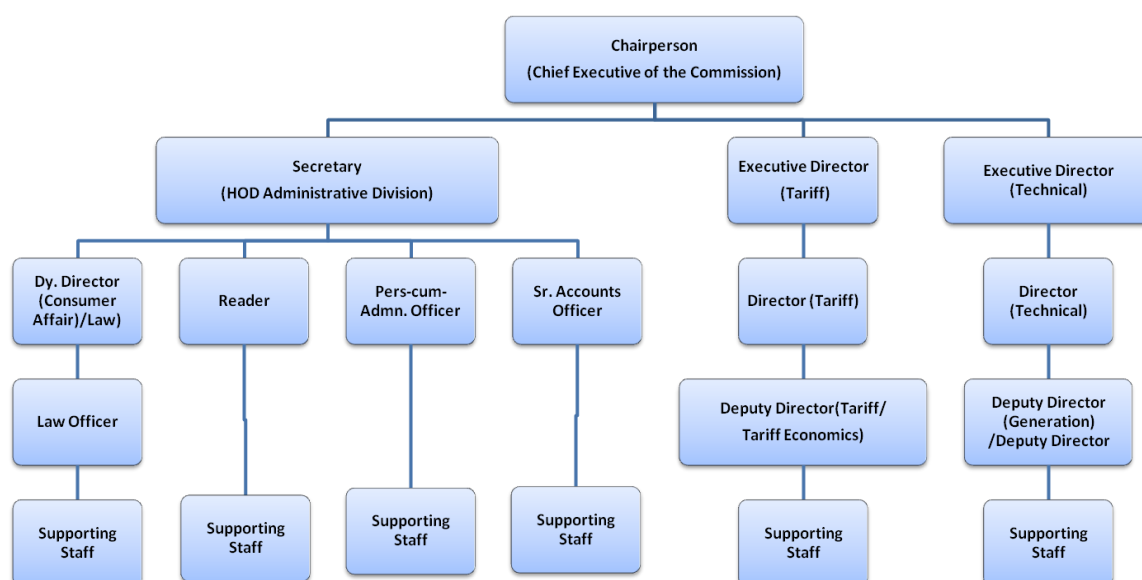 Chairperson
(Chief Executive of the Commission)
Secretary
(HOD Administrative Division)
Executive Director
(Tariff)
Executive Director
(Technical)
Dy. Director
(Consumer
Affair)/Law)
Reader
Pers-cum-
Admn. Officer
Sr. Accounts
Officer
Director (Tariff)
Director
(Technical)
Law Officer
Deputy Director(Tariff/
Tariff Economics)
Deputy Director
(Generation)
/Deputy Director
Supporting
Staff
Supporting
Staff
Supporting
Staff
Supporting
Staff
Supporting
Staff
Supporting
Staff